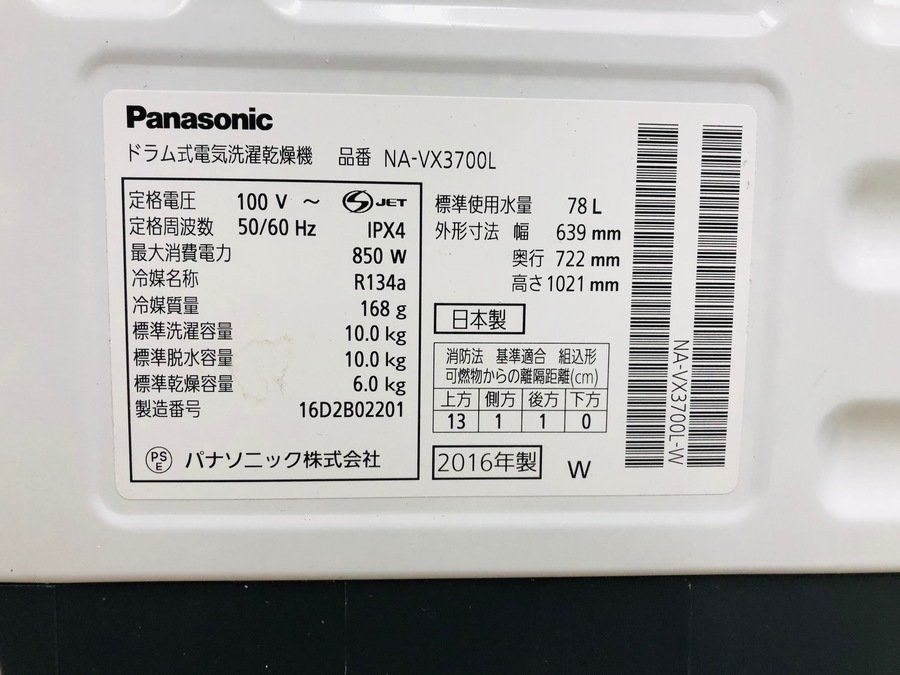 Panasonic
ドラム式電気洗濯乾燥機 品番 NA-VX3700L
定格電圧 100 V ～ S JET
定格周波数 50/60 Hz IPX4
最大消費電力 850 W
冷媒名称 R134a
冷媒質量 168 g
標準洗濯容量 10.0 kg
標準脱水容量 10.0 kg
標準乾燥容量 6.0 kg
製造番号 16D2B02201
PS E パナソニック株式会社
標準使用水量 78 L
外形寸法 幅 639 mm
奥行 722 mm
高さ 1021 mm
日本製
消防法 基準適合 組込形
可燃物からの離隔距離(cm)
上方 側方 後方 下方
13 1 1 0
2016年製 W
NA-VX3700L-W